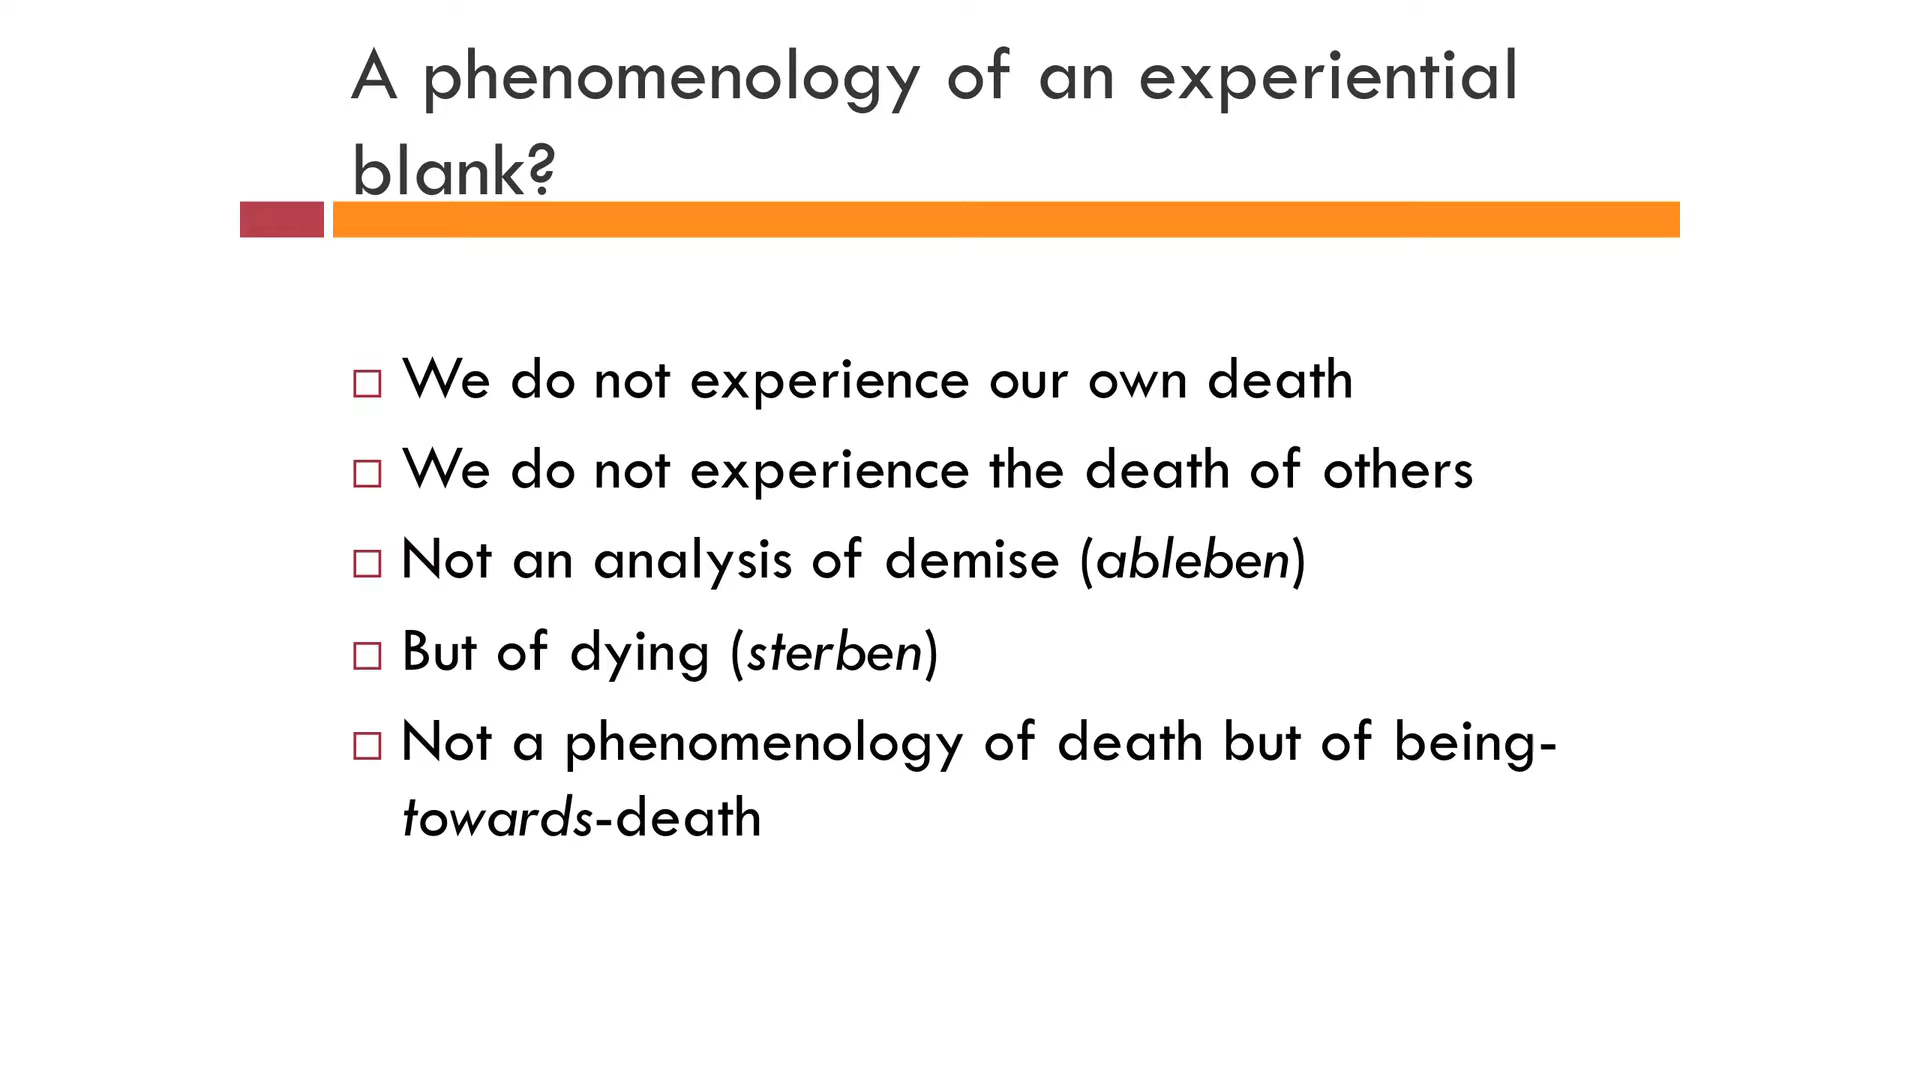 A phenomenology of an experiential
blank?
We do not experience our own death
We do not experience the death of others
Not an analysis of demise (ableben)
But of dying (sterben)
Not a phenomenology of death but of being-
towards-death